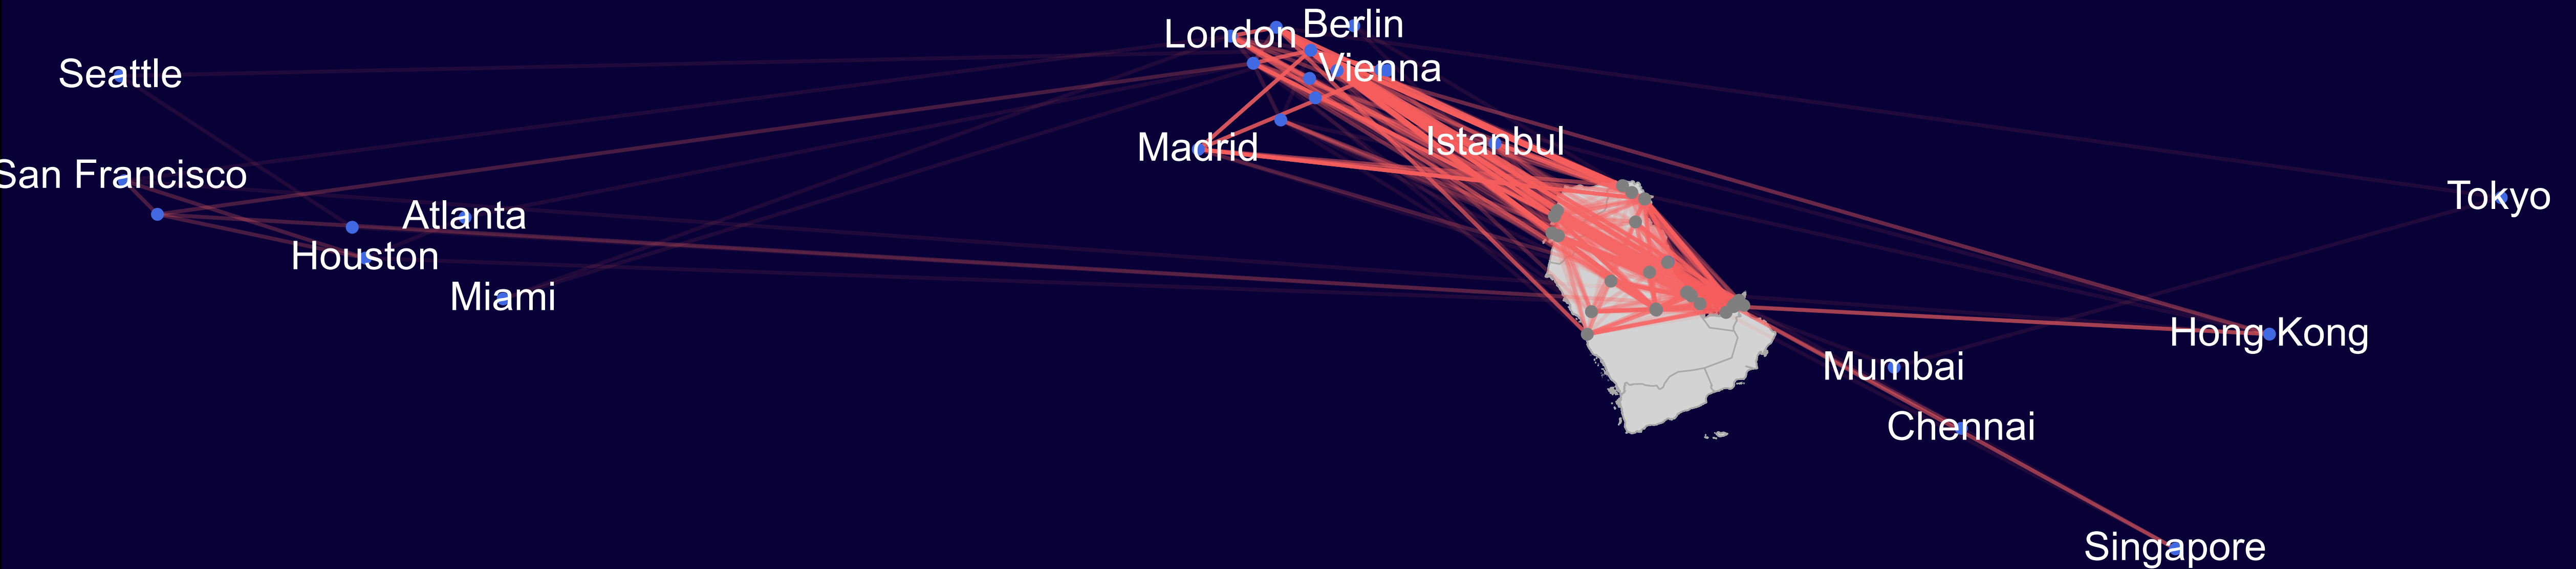 London
Berlin
Seattle
Vienna
Madrid
Istanbul
San Francisco
Tokyo
Atlanta
Houston
Miami
Hong Kong
Mumbai
Chennai
Singapore